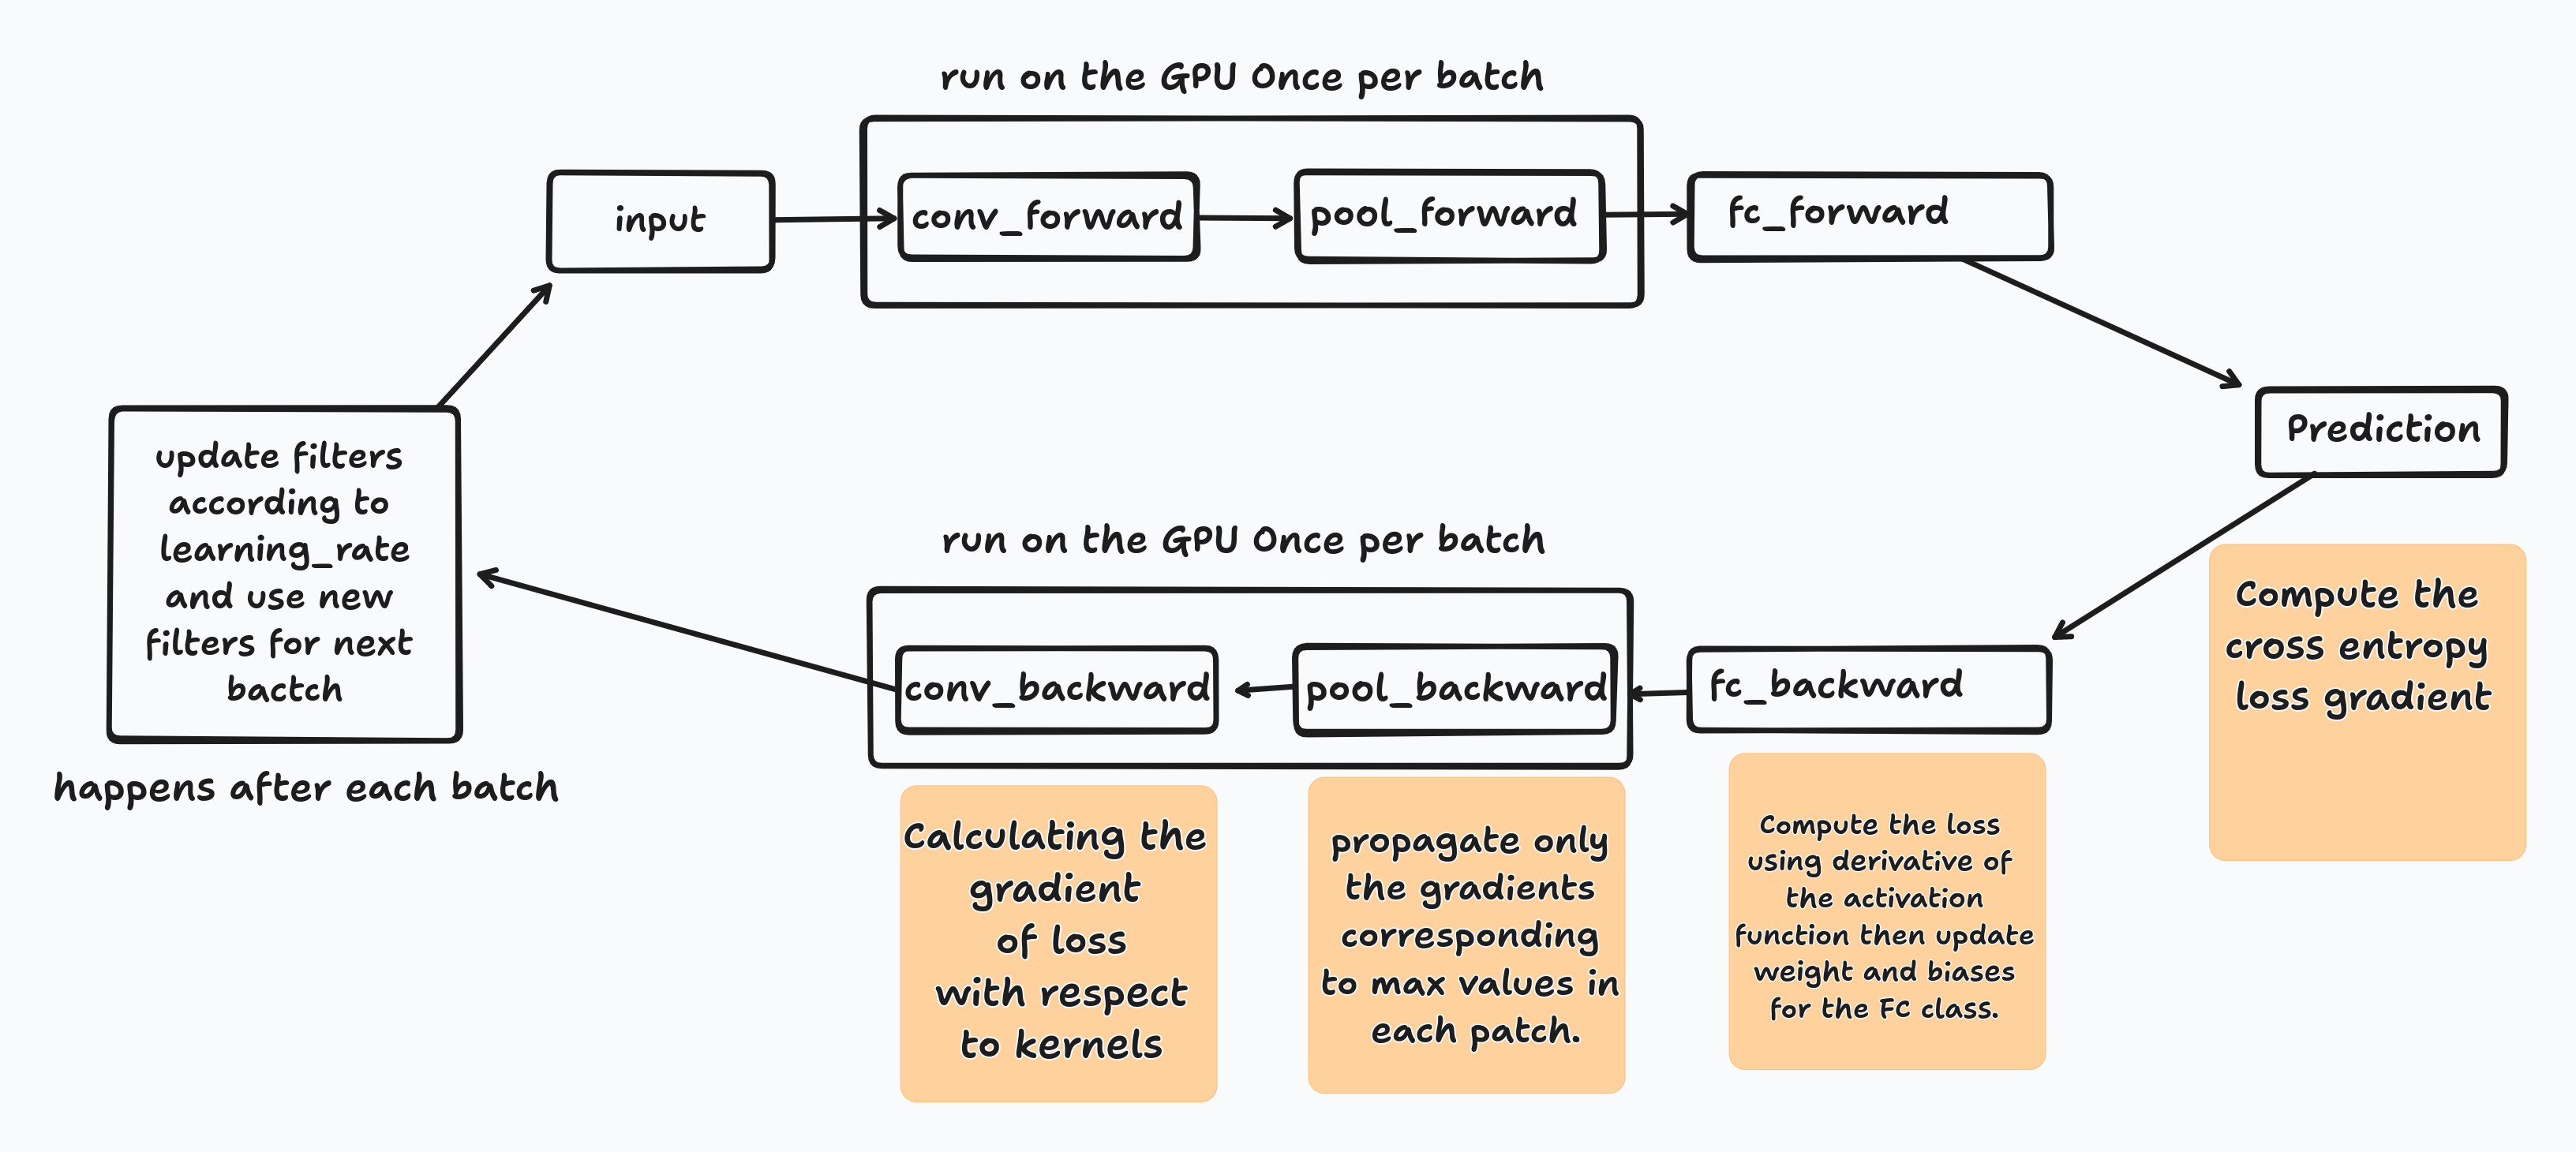 run on the GPU Once per batch
input
conv_forward
pool_forward
fc_forward
Prediction
Compute the
cross entropy
loss gradient
run on the GPU Once per batch
fc_backward
pool_backward
conv_backward
Compute the loss
using derivative of
the activation
function then update
weight and biases
for the FC class.
propagate only
the gradients
corresponding
to max values in
each patch.
Calculating the
gradient
of loss
with respect
to kernels
update filters
according to
learning_rate
and use new
filters for next
bactch
happens after each batch